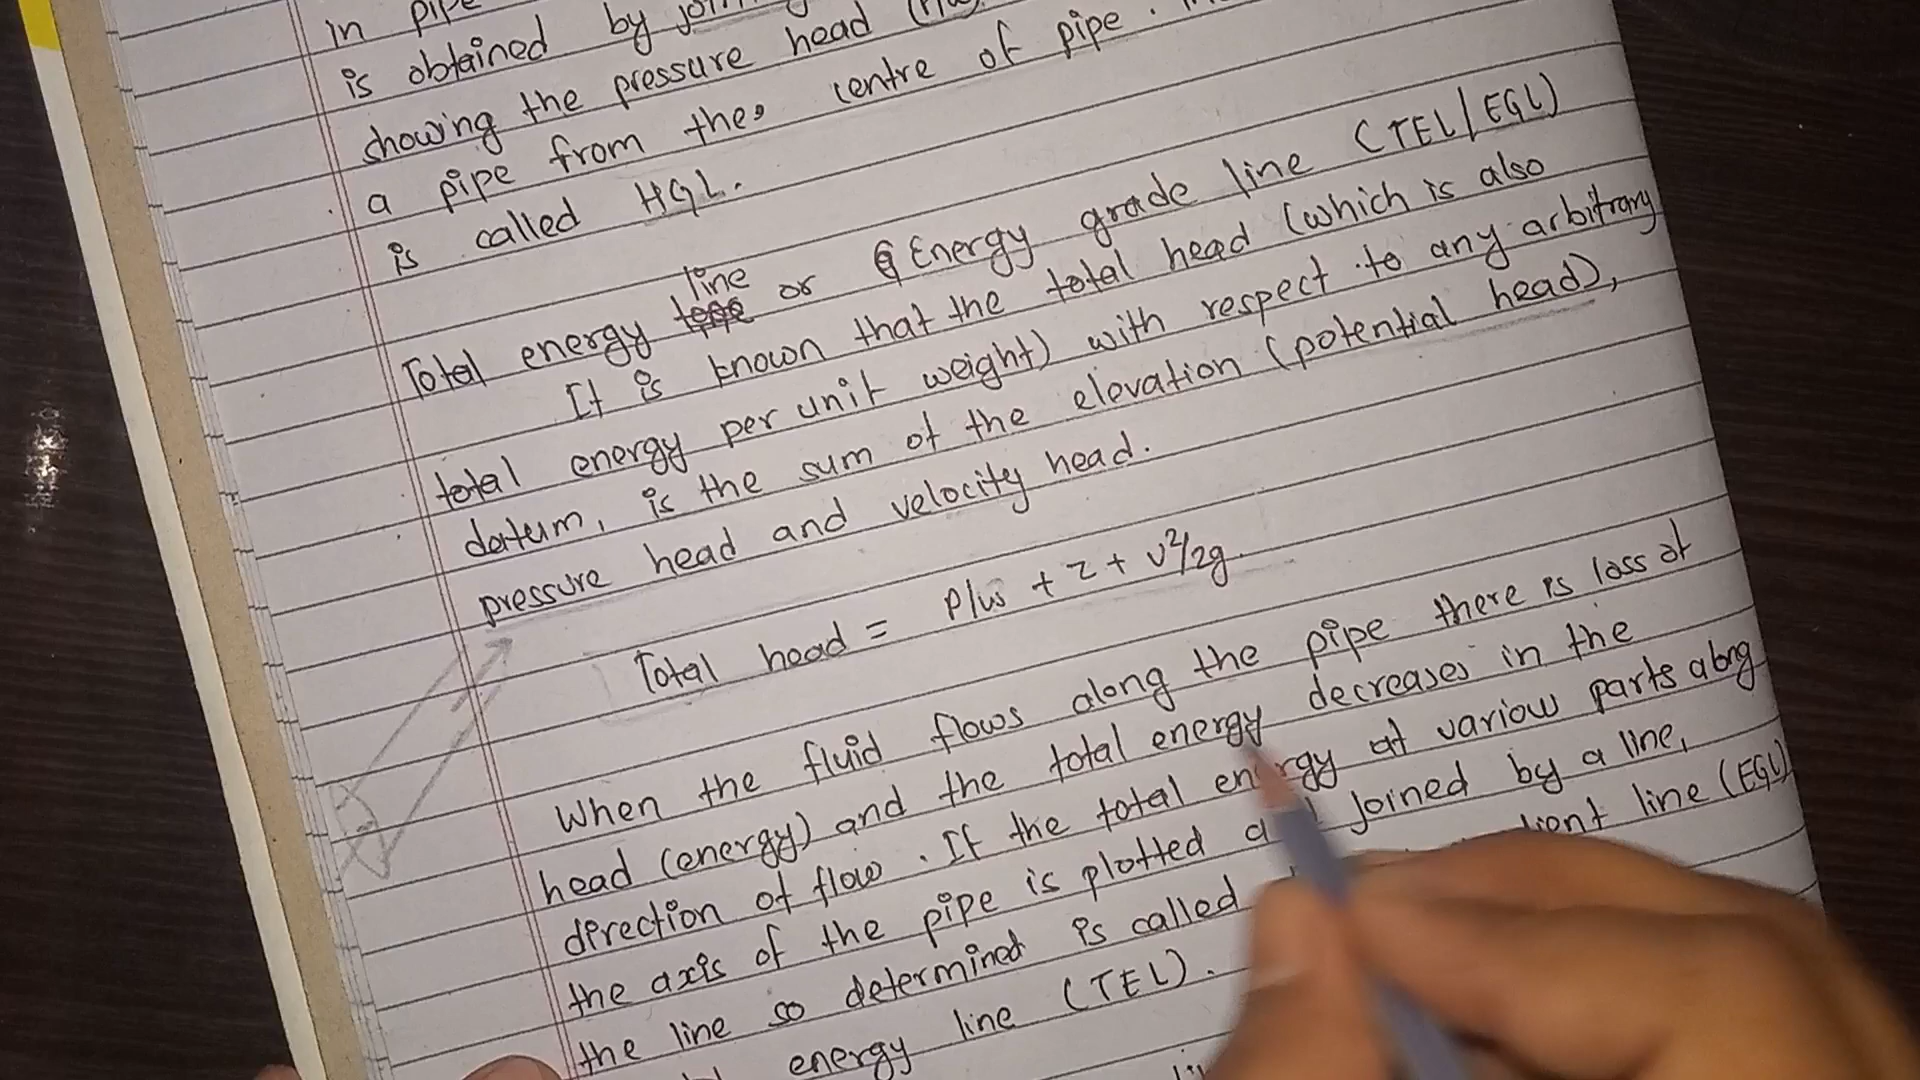 in pipe
is obtained by
showing the pressure head
a pipe from the, centre of pipe.
is called HGL.
line
Total energy or Energy grade line (TEL/EGL)
It is known that the total head (which is also
total energy per unit weight) with respect to any arbitrary
datum, is the sum of the elevation (potential head),
pressure head and velocity head.
Total head = P/w + z + v²/2g.
When the fluid flows along the pipe there is loss of
head (energy) and the total energy decreases in the
direction of flow. If the total energy at various parts along
the axis of the pipe is plotted and joined by a line,
the line so determined is called line (EGL)
energy line (TEL).